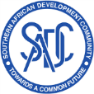 SOUTHERN AFRICAN DEVELOPMENT COMMUNITY
SADC
TOWARDS A COMMON FUTURE